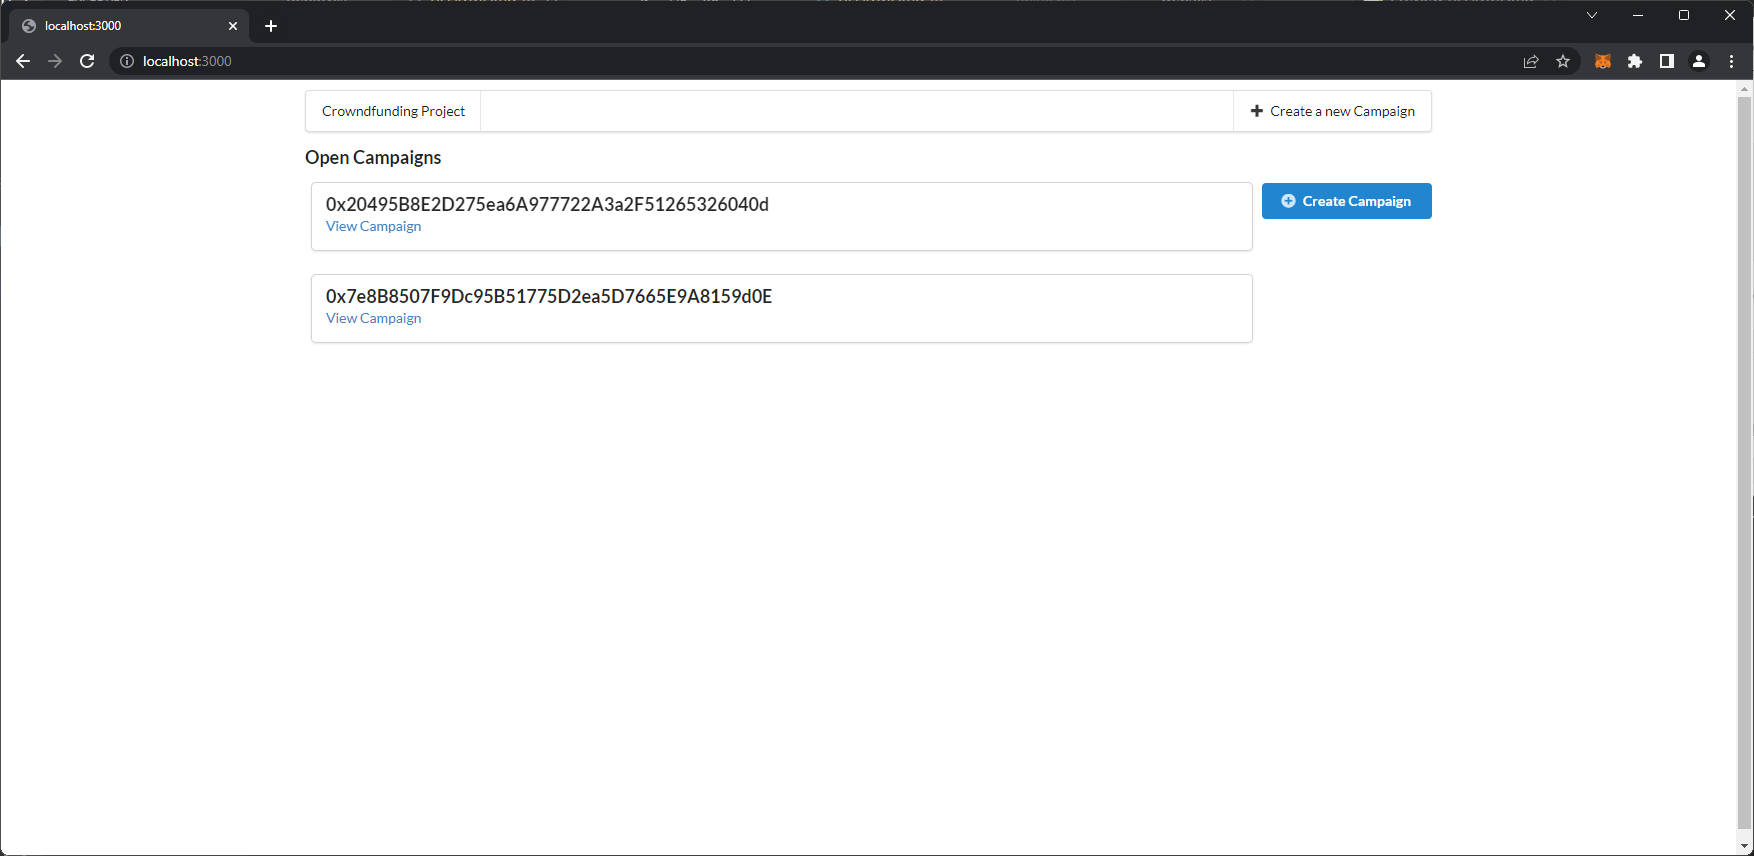 localhost:3000
localhost:3000
Crowndfunding Project
Create a new Campaign
Open Campaigns
0x20495B8E2D275ea6A977722A3a2F51265326040d
View Campaign
Create Campaign
0x7e8B8507F9Dc95B51775D2ea5D7665E9A8159d0E
View Campaign